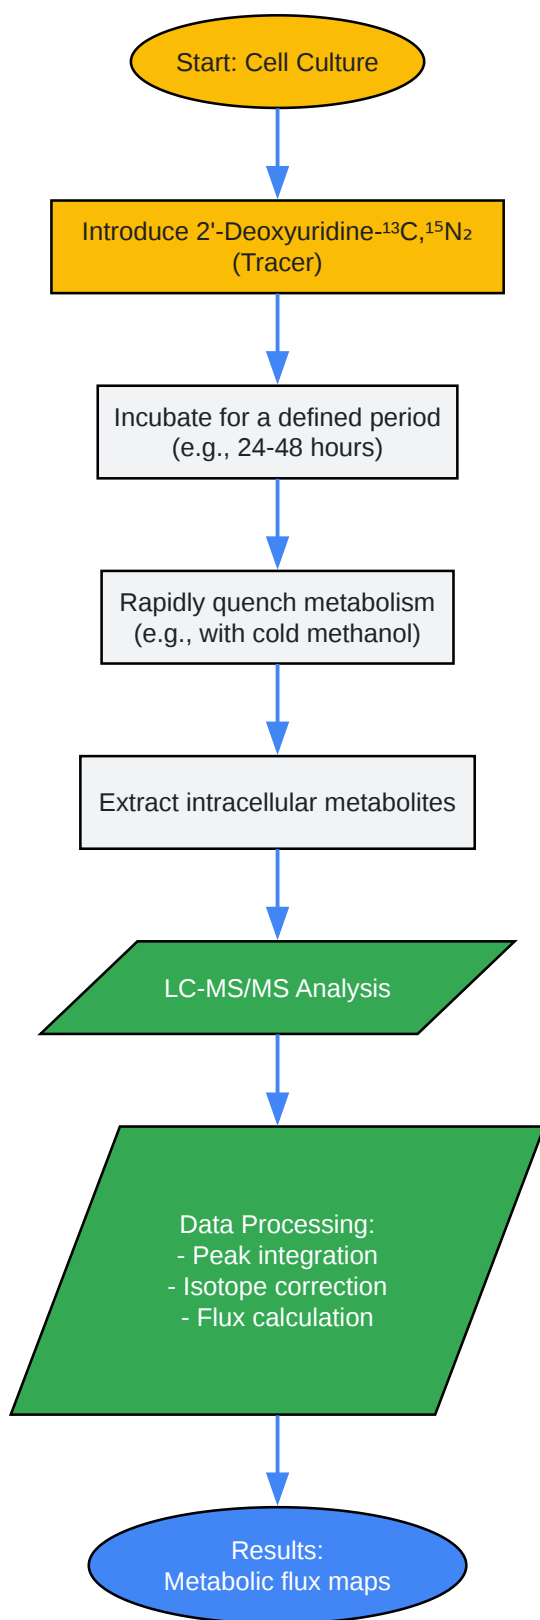 Start: Cell Culture
Introduce 2'-Deoxyuridine-¹³C,¹⁵N₂
(Tracer)
Incubate for a defined period
(e.g., 24-48 hours)
Rapidly quench metabolism
(e.g., with cold methanol)
Extract intracellular metabolites
LC-MS/MS Analysis
Data Processing:
- Peak integration
- Isotope correction
- Flux calculation
Results:
Metabolic flux maps